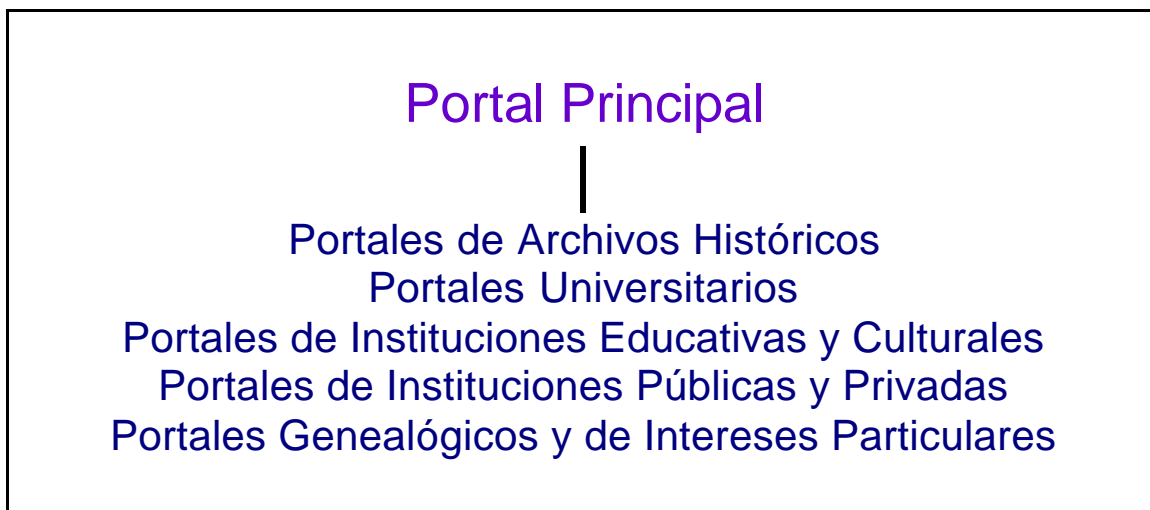 Portal Principal
Portales de Archivos Históricos
Portales Universitarios
Portales de Instituciones Educativas y Culturales
Portales de Instituciones Públicas y Privadas
Portales Genealógicos y de Intereses Particulares